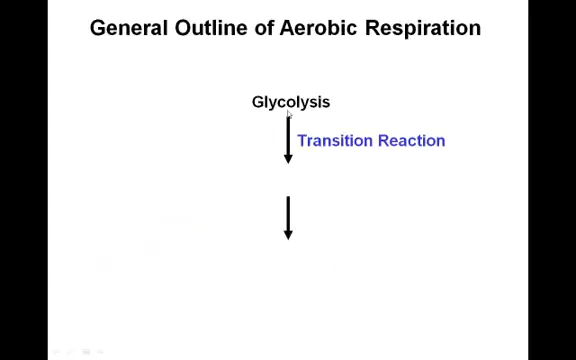 General Outline of Aerobic Respiration
Glycolysis
Transition Reaction